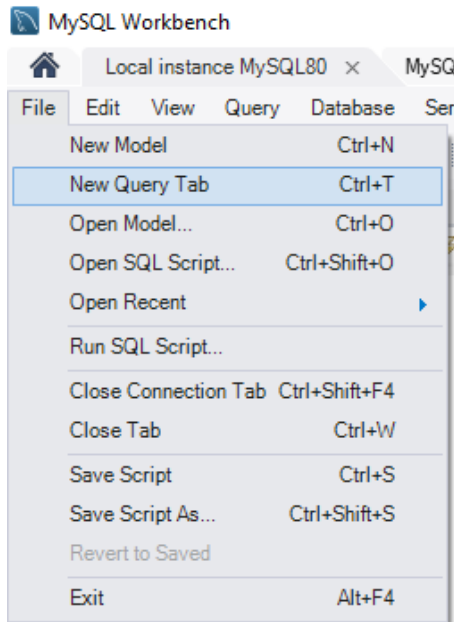 MySQL Workbench
Local instance MySQL80 × MySQ
File Edit View Query Database Ser
New Model Ctrl+N
New Query Tab Ctrl+T
Open Model... Ctrl+O
Open SQL Script... Ctrl+Shift+O
Open Recent
Run SQL Script...
Close Connection Tab Ctrl+Shift+F4
Close Tab Ctrl+W
Save Script Ctrl+S
Save Script As... Ctrl+Shift+S
Revert to Saved
Exit Alt+F4